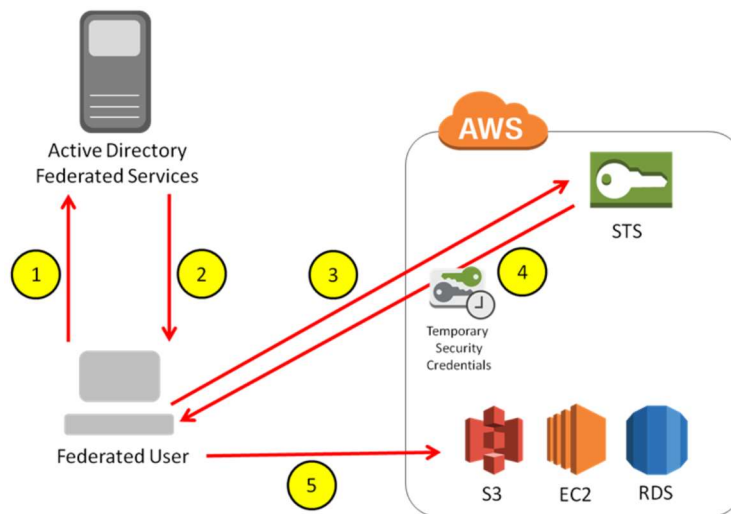 AWS
Active Directory
Federated Services
STS
1
2
3
4
Temporary
Security
Credentials
Federated User
5
S3
EC2
RDS